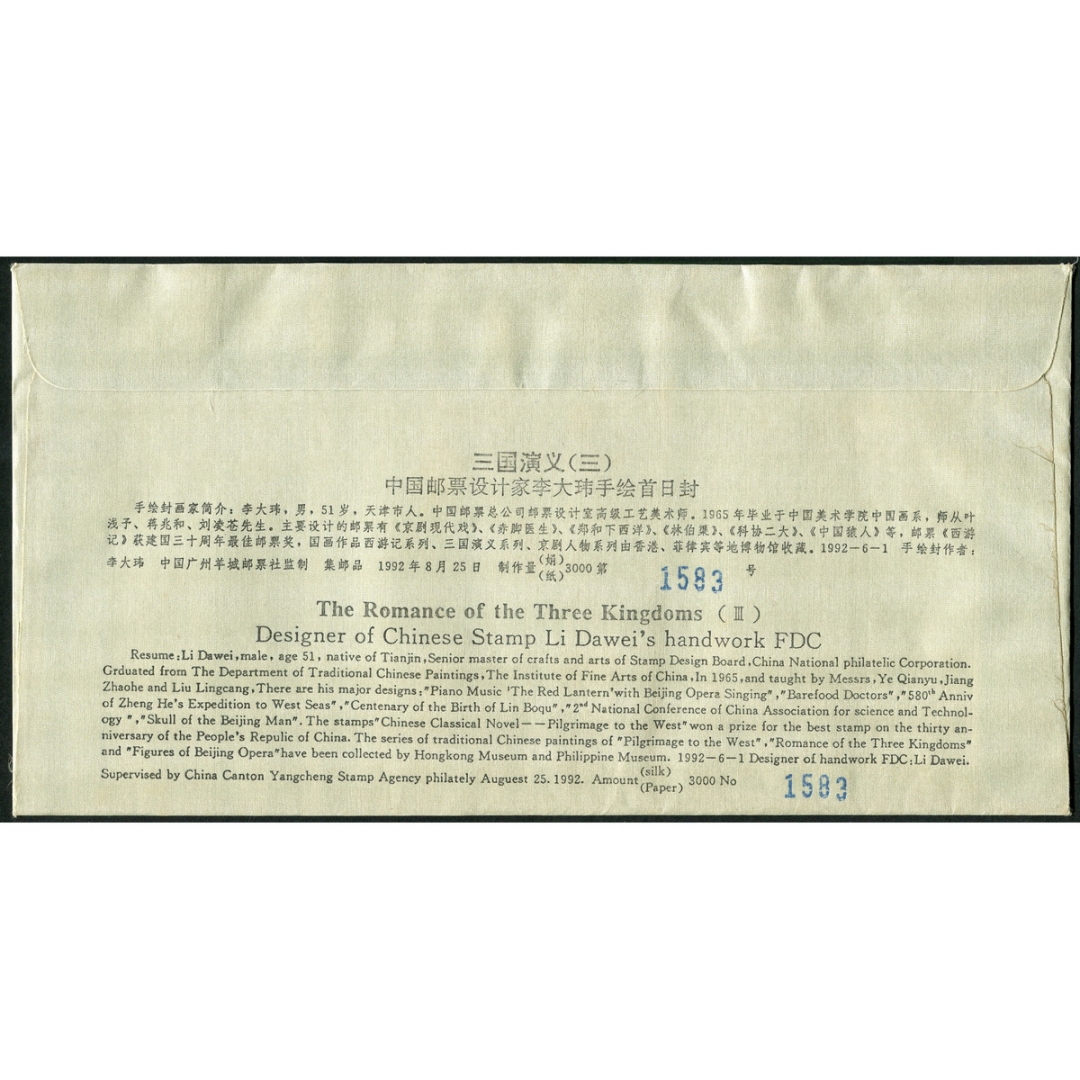 三国演义(三)
中国邮票设计家李大玮手绘首日封
手绘封画家简介：李大玮，男，51岁，天津市人。中国邮票总公司邮票设计室高级工艺美术师。1965年毕业于中国美术学院中国画系，师从叶
浅子、蒋兆和、刘凌苍先生。主要设计的邮票有《京剧现代戏》、《赤脚医生》、《郑和下西洋》、《林伯渠》、《科协二大》、《中国猿人》等，邮票《西游
记》获建国三十周年最佳邮票奖，国画作品西游记系列、三国演义系列、京剧人物系列由香港、菲律宾等地博物馆收藏。1992-6-1 手绘封作者：
李大玮 中国广州羊城邮票社监制 集邮品 1992年8月25日 制作量(绢)(纸)3000第 1583 号
The Romance of the Three Kingdoms (Ⅲ)
Designer of Chinese Stamp Li Dawei's handwork FDC
Resume:Li Dawei,male, age 51, native of Tianjin,Senior master of crafts and arts of Stamp Design Board,China National philatelic Corporation.
Grduated from The Department of Traditional Chinese Paintings,The Institute of Fine Arts of China,In 1965,and taught by Messrs,Ye Qianyu,Jiang
Zhaohe and Liu Lingcang,There are his major designs;"Piano Music 'The Red Lantern'with Beijing Opera Singing","Barefood Doctors","580th Anniv
of Zheng He's Expedition to West Seas","Centenary of the Birth of Lin Boqu","2nd National Conference of China Association for science and Technol-
ogy","Skull of the Beijing Man". The stamps"Chinese Classical Novel——Pilgrimage to the West"won a prize for the best stamp on the thirty an-
niversary of the People's Repulic of China. The series of traditional Chinese paintings of "Pilgrimage to the West","Romance of the Three Kingdoms"
and "Figures of Beijing Opera"have been collected by Hongkong Museum and Philippine Museum. 1992-6-1 Designer of handwork FDC:Li Dawei.
Supervised by China Canton Yangcheng Stamp Agency philately Auguest 25. 1992. Amount(silk)(Paper) 3000 No 1583